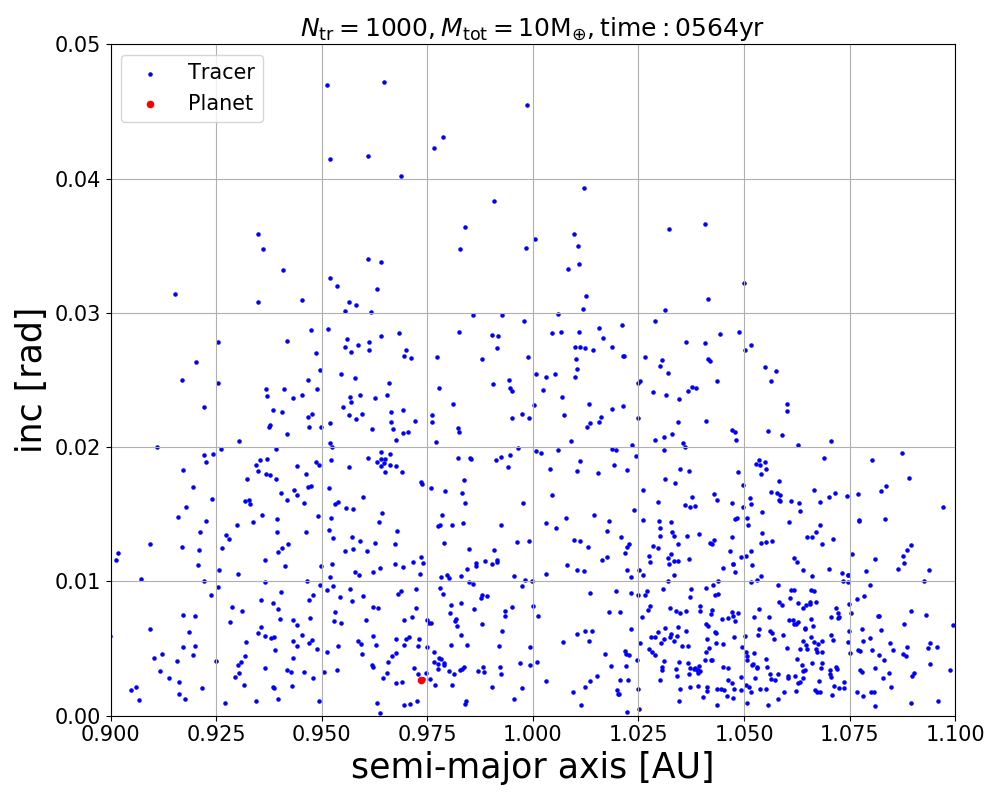 N_tr = 1000, M_tot = 10M_⊕, time : 0564yr
0.05
Tracer
Planet
0.04
0.03
inc [rad]
0.02
0.01
0.00
0.900 0.925 0.950 0.975 1.000 1.025 1.050 1.075 1.100
semi-major axis [AU]